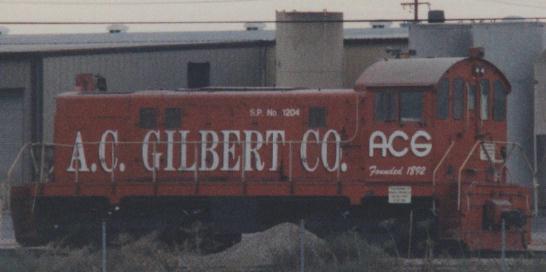 S.P. No. 1204
A.C. GILBERT CO.
ACG
Founded 1892